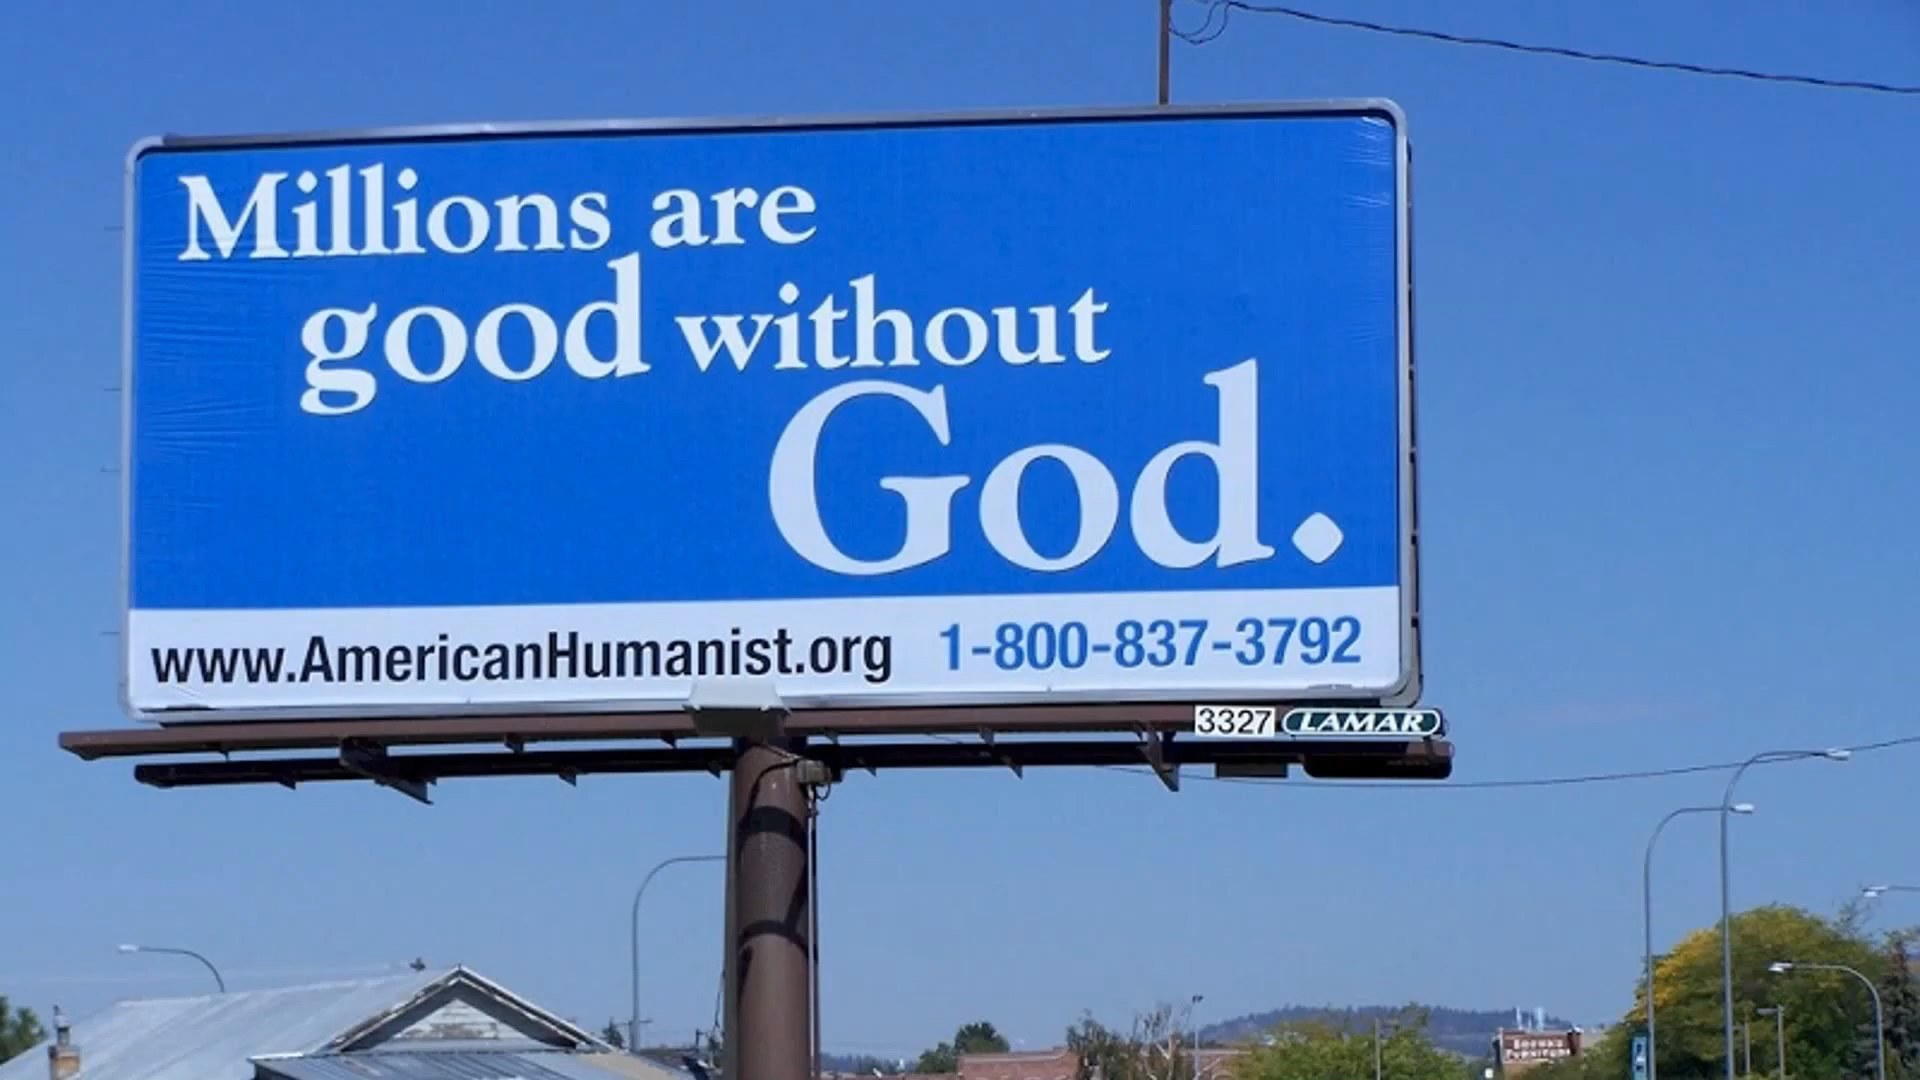 Millions are
good without
God.
www.AmericanHumanist.org 1-800-837-3792
3327 LAMAR